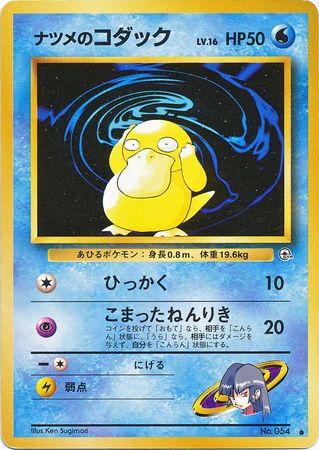 ナツメのコダック LV.16 HP50
あひるポケモン：身長0.8m、体重19.6kg
ひっかく 10
こまったねんりき 20
コインを投げて「おもて」なら、相手を「こんらん」状態に、「うら」なら、相手にはダメージを与えず、自分が「こんらん」状態になる。
にげる
弱点
Illus.Ken Sugimori No. 054